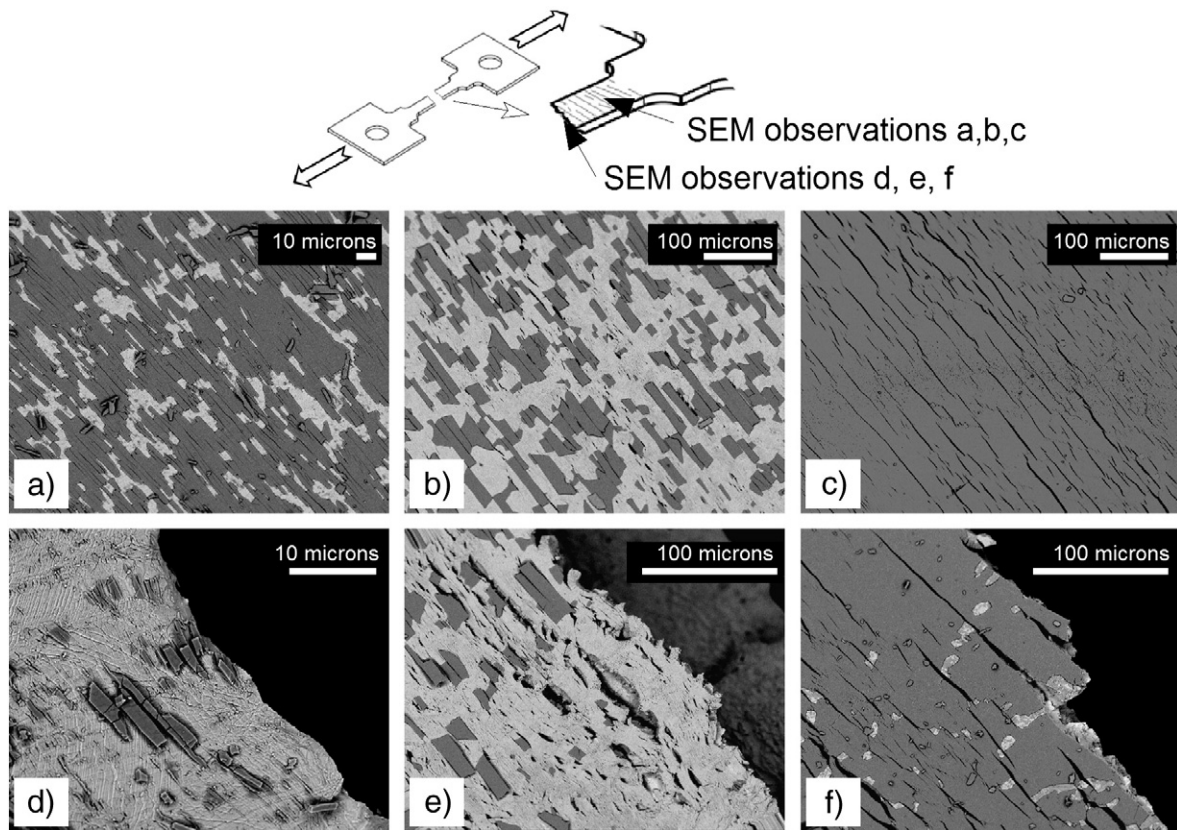 SEM observations a,b,c
SEM observations d, e, f
10 microns
a)
100 microns
b)
100 microns
c)
10 microns
d)
100 microns
e)
100 microns
f)